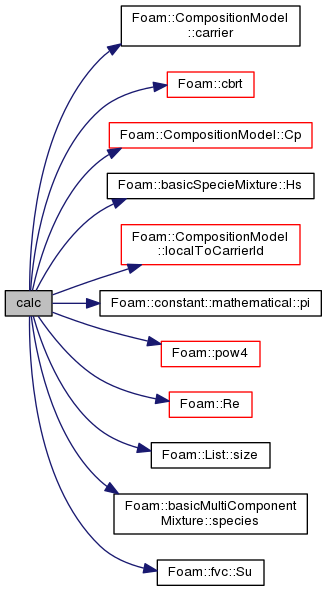 Foam::CompositionModel
::carrier
Foam::cbrt
Foam::CompositionModel::Cp
Foam::basicSpecieMixture::Hs
Foam::CompositionModel
::localToCarrierId
calc
Foam::constant::mathematical::pi
Foam::pow4
Foam::Re
Foam::List::size
Foam::basicMultiComponent
Mixture::species
Foam::fvc::Su